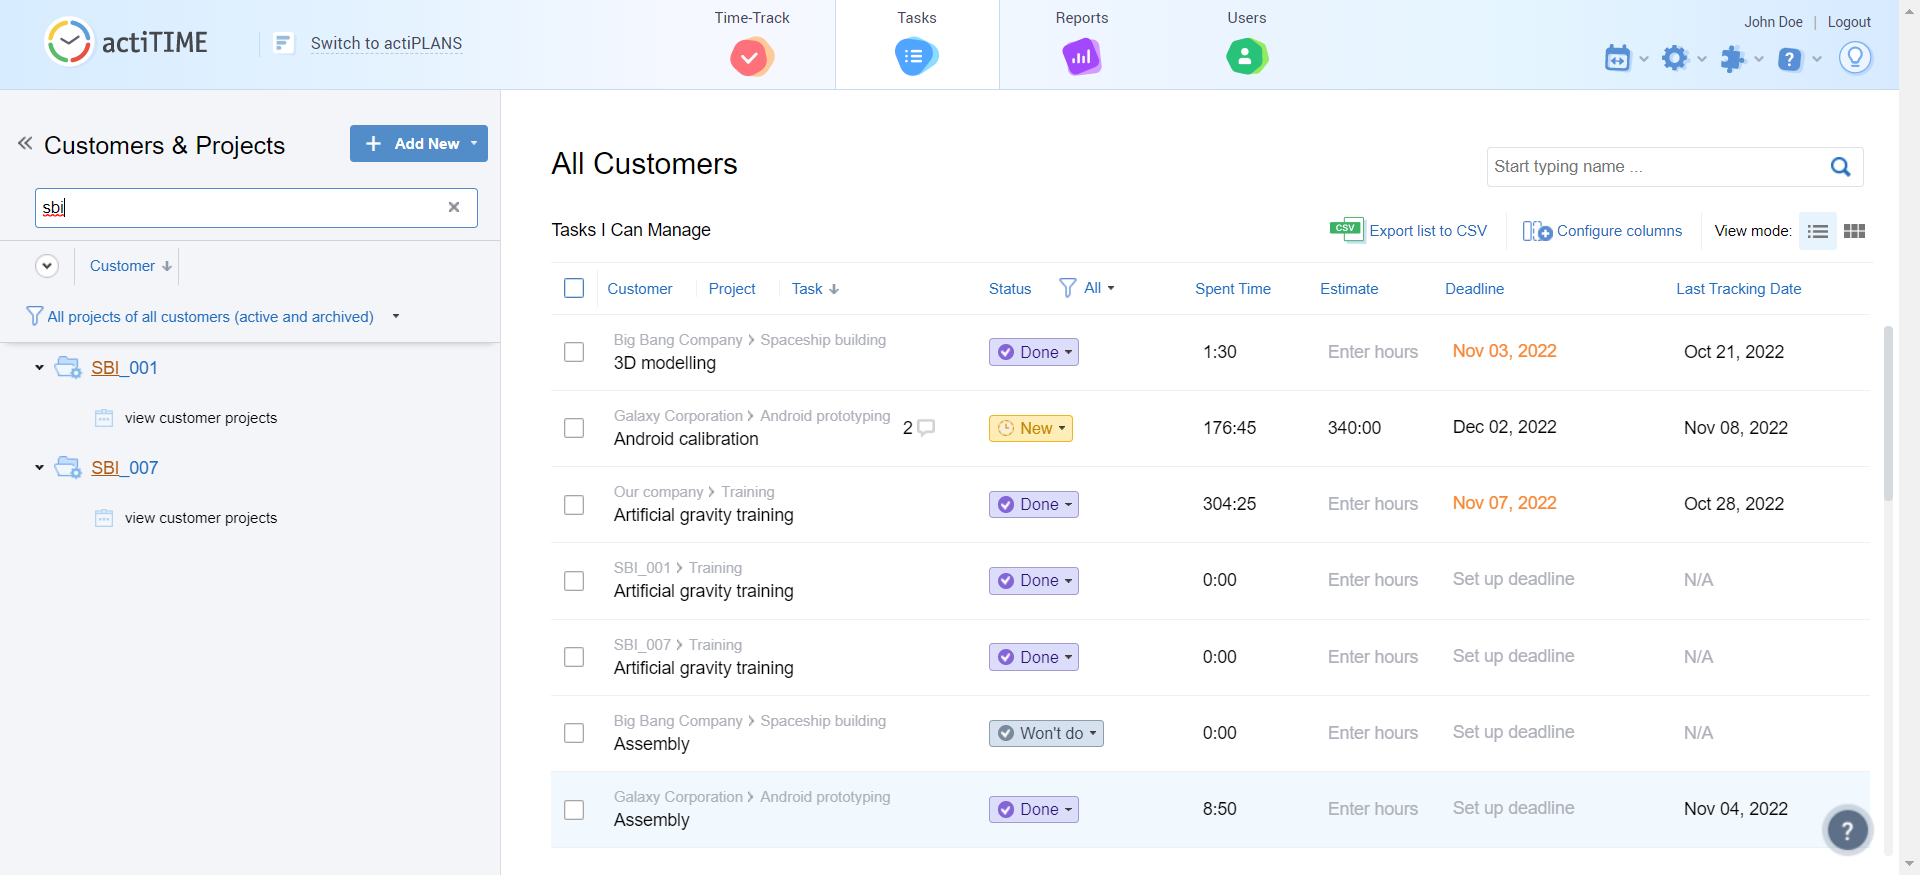 actiTIME
Switch to actiPLANS
Time-Track
Tasks
Reports
Users
John Doe | Logout
Customers & Projects
Add New
sbi
Customer
All projects of all customers (active and archived)
SBI_001
view customer projects
SBI_007
view customer projects
All Customers
Start typing name ...
Tasks I Can Manage
CSV Export list to CSV
Configure columns
View mode:
Customer Project Task Status All Spent Time Estimate Deadline Last Tracking Date
Big Bang Company > Spaceship building
3D modelling Done 1:30 Enter hours Nov 03, 2022 Oct 21, 2022
Galaxy Corporation > Android prototyping
Android calibration 2 New 176:45 340:00 Dec 02, 2022 Nov 08, 2022
Our company > Training
Artificial gravity training Done 304:25 Enter hours Nov 07, 2022 Oct 28, 2022
SBI_001 > Training
Artificial gravity training Done 0:00 Enter hours Set up deadline N/A
SBI_007 > Training
Artificial gravity training Done 0:00 Enter hours Set up deadline N/A
Big Bang Company > Spaceship building
Assembly Won't do 0:00 Enter hours Set up deadline N/A
Galaxy Corporation > Android prototyping
Assembly Done 8:50 Enter hours Set up deadline Nov 04, 2022
?